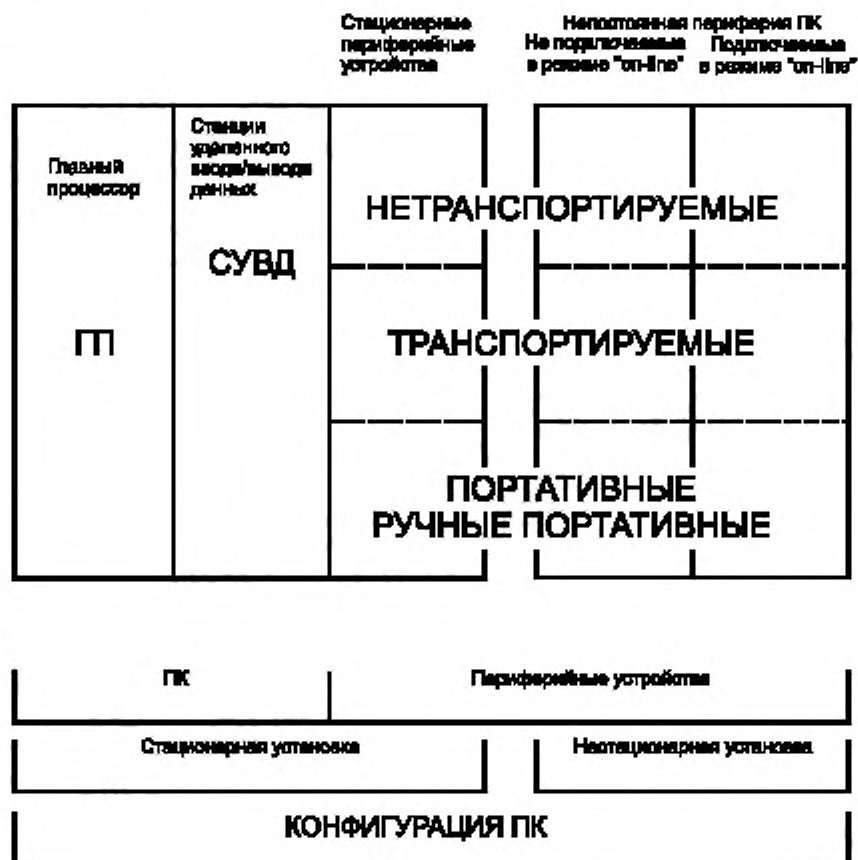 Стационарные
периферийные
устройства
Непостоянная периферия ПК
Не подключаемые
в режиме "on-line"
Подключаемые
в режиме "on-line"
Главный
процессор
Станции
удаленного
ввода/вывода
данных
НЕТРАНСПОРТИРУЕМЫЕ
СУВД
ГП
ТРАНСПОРТИРУЕМЫЕ
ПОРТАТИВНЫЕ
РУЧНЫЕ ПОРТАТИВНЫЕ
ПК
Периферийные устройства
Стационарная установка
Нестационарная установка
КОНФИГУРАЦИЯ ПК